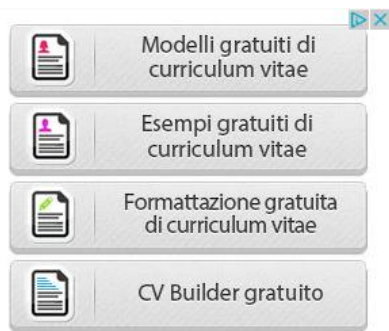 Modelli gratuiti di
curriculum vitae
Esempi gratuiti di
curriculum vitae
Formattazione gratuita
di curriculum vitae
CV Builder gratuito